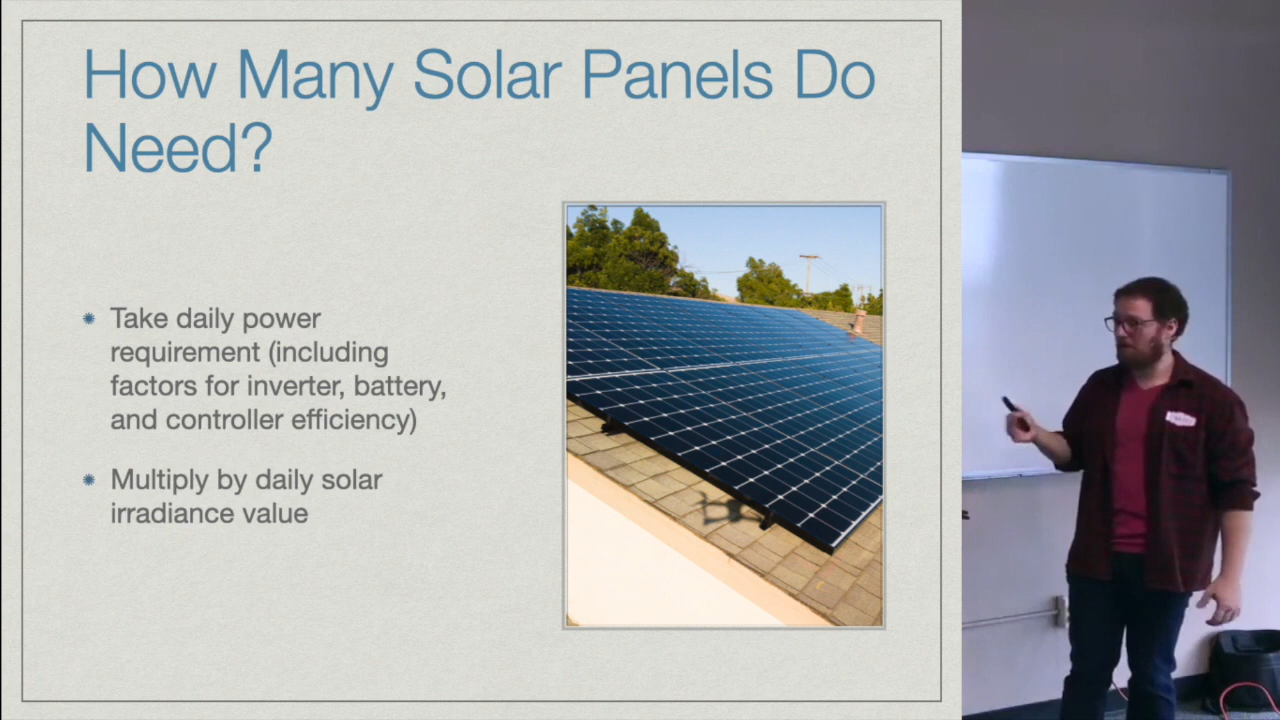 How Many Solar Panels Do
Need?
Take daily power
requirement (including
factors for inverter, battery,
and controller efficiency)
Multiply by daily solar
irradiance value